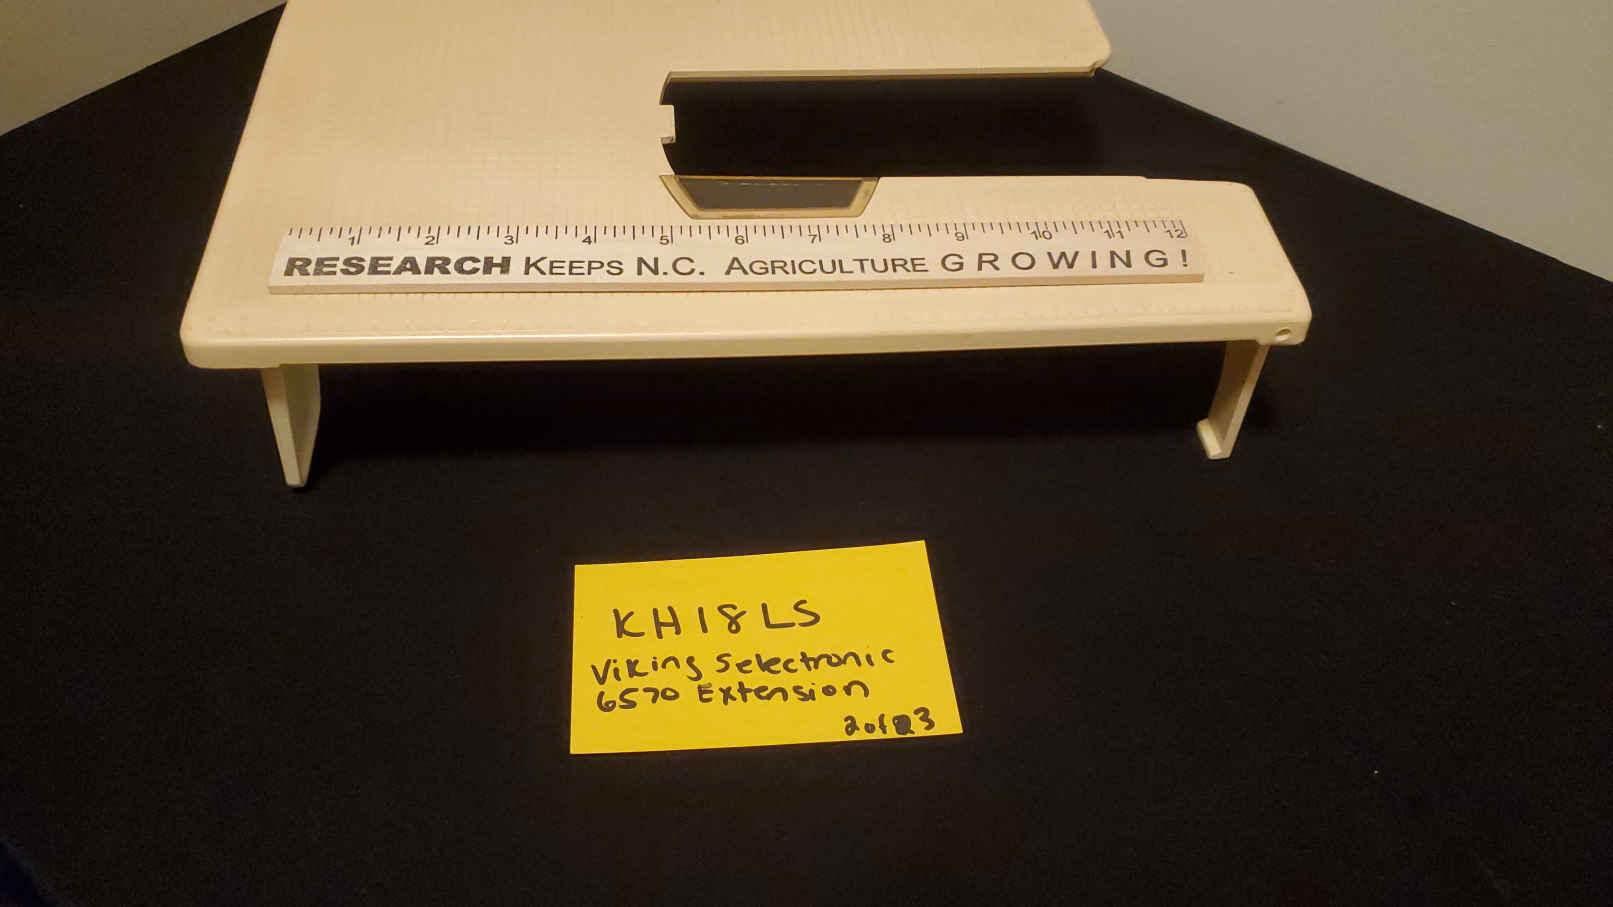 1 2 3 4 5 6 7 8 9 10 11 12
RESEARCH KEEPS N.C. AGRICULTURE GROWING!
KH18LS
Viking Selectronic
6570 Extension
2 of 3